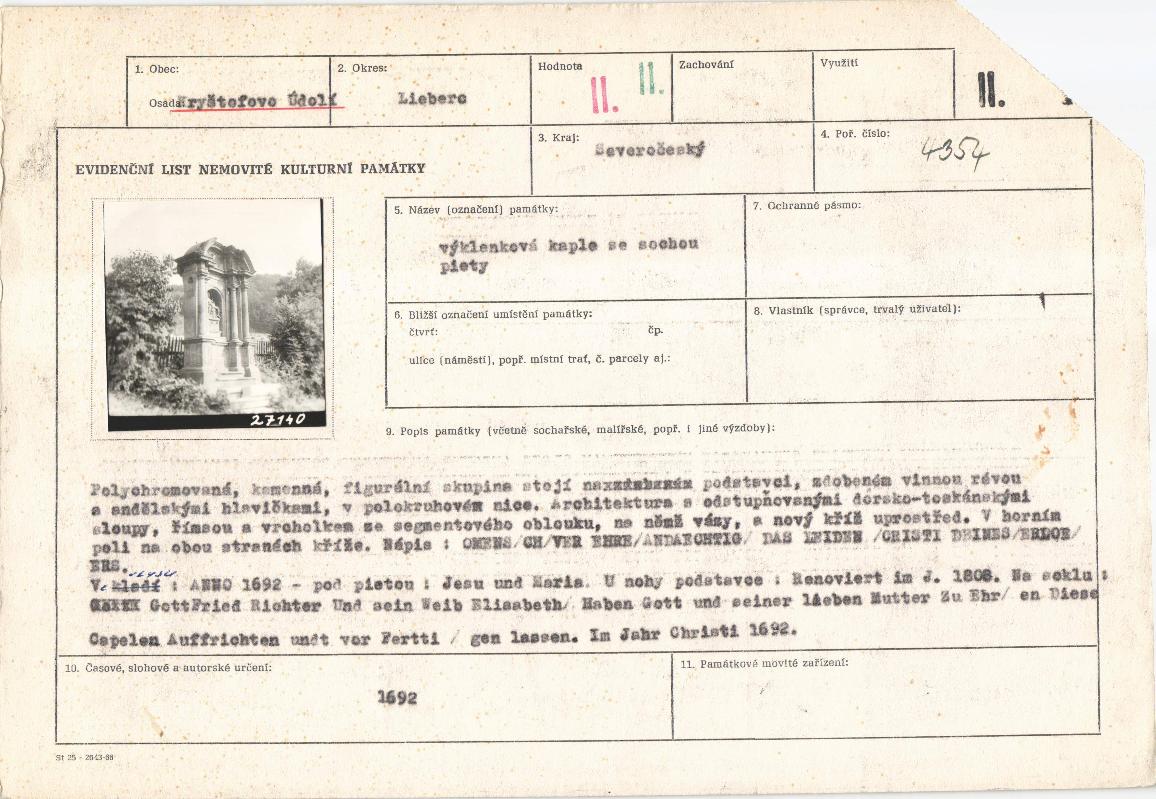 1. Obec:
Osada Kryštofovo Údolí
2. Okres:
Liberec
Hodnota
II. II.
Zachování
Využití
II.
EVIDENČNÍ LIST NEMOVITÉ KULTURNÍ PAMÁTKY
3. Kraj:
Severočeský
4. Poř. číslo:
4354
27140
5. Název (označení) památky:
výklenková kaple se sochou
piety
7. Ochranné pásmo:
6. Bližší označení umístění památky:
čtvrť: čp.
ulice (náměstí), popř. místní trať, č. parcely aj.:
8. Vlastník (správce, trvalý uživatel):
9. Popis památky (včetně sochařské, malířské, popř. i jiné výzdoby):
Polychromovaná, kamenná, figurální skupina stojí na podstavci, zdobeném vinnou révou
a andělskými hlavičkami, v polokruhovém nice. Architektura s odstupňovanými dórsko-toskánskými
sloupy, římsou a vrcholkem ze segmentového oblouku, na němž vázy, a nový kříž uprostřed. V horním
poli na obou stranách kříže. Nápis : OMENS/CH/VER EHRE/ANDAECHTIG/ DAS LEIDEN /CRISTI DEINES/ERLOE/
ERS.
: ANNO 1692 - pod pietou : Jesu und Maria. U nohy podstavce : Renoviert im J. 1808. Na soklu :
GottFried Richter Und sein Weib Elisabeth/ Haben Gott und seiner lieben Mutter Zu Ehr/ en Diese
Capelen Auffrichten undt vor Fertti / gen lassen. Im Jahr Christi 1692.
10. Časové, slohové a autorské určení:
1692
11. Památkové movité zařízení:
St 25 - 2643-66